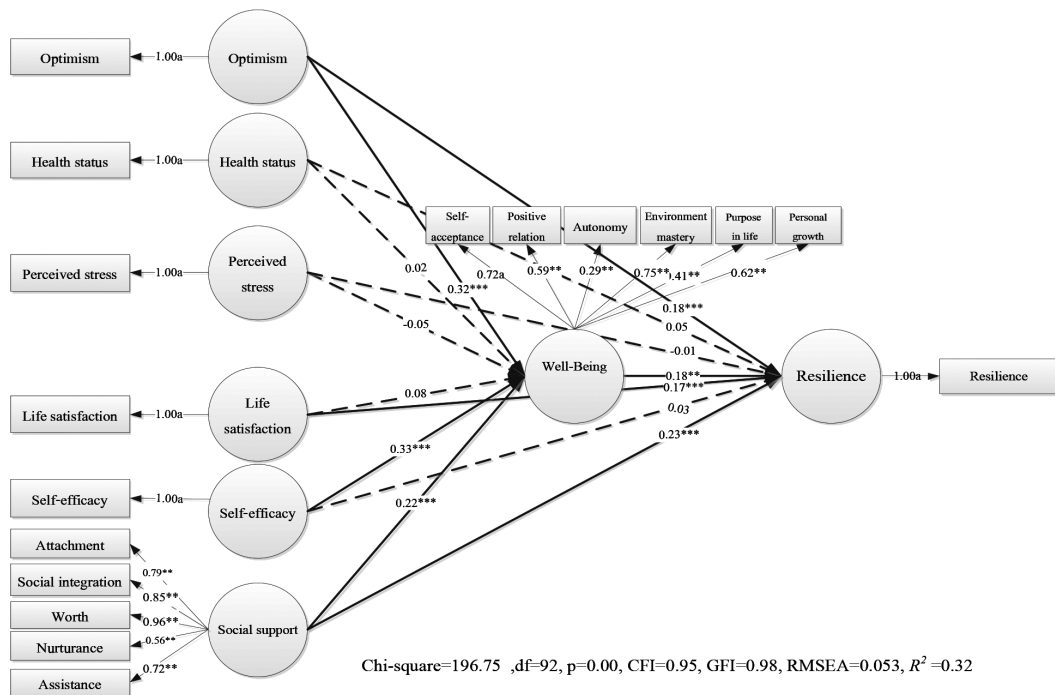 Optimism
1.00a
Optimism
Health status
1.00a
Health status
Self-
acceptance
Positive
relation
Autonomy
Environment
mastery
Purpose
in life
Personal
growth
Perceived stress
1.00a
Perceived
stress
0.02
0.32***
-0.05
0.72a
0.59**
0.29**
0.75**
0.41**
0.62**
0.18***
0.05
-0.01
Well-Being
0.18**
0.17***
Resilience
1.00a
Resilience
Life satisfaction
1.00a
Life
satisfaction
0.08
0.03
0.33***
0.23***
Self-efficacy
1.00a
Self-efficacy
0.22***
Attachment
0.79**
Social integration
0.85**
Worth
0.96**
Nurturance
0.56**
Assistance
0.72**
Social support
Chi-square=196.75 ,df=92, p=0.00, CFI=0.95, GFI=0.98, RMSEA=0.053, R² =0.32